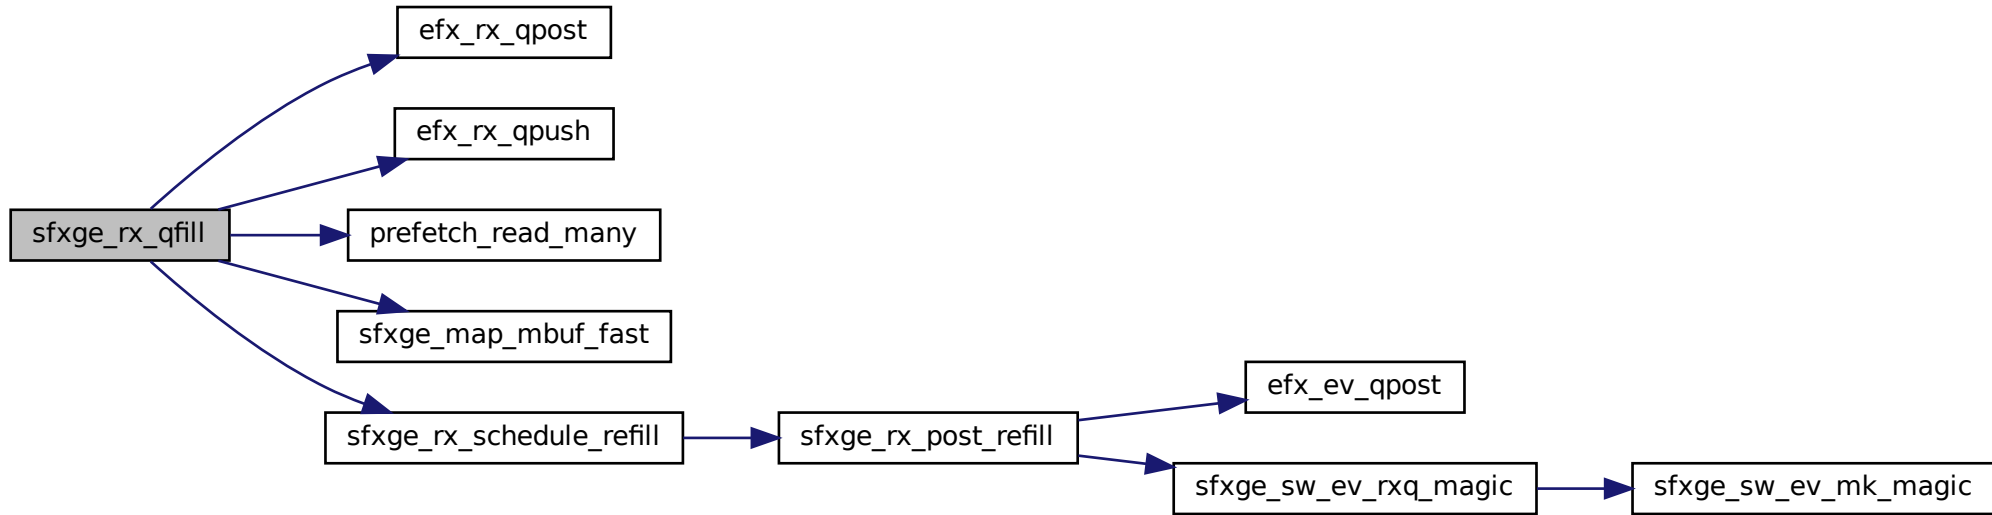 efx_rx_qpost
efx_rx_qpush
sfxge_rx_qfill
prefetch_read_many
sfxge_map_mbuf_fast
efx_ev_qpost
sfxge_rx_schedule_refill
sfxge_rx_post_refill
sfxge_sw_ev_rxq_magic
sfxge_sw_ev_mk_magic